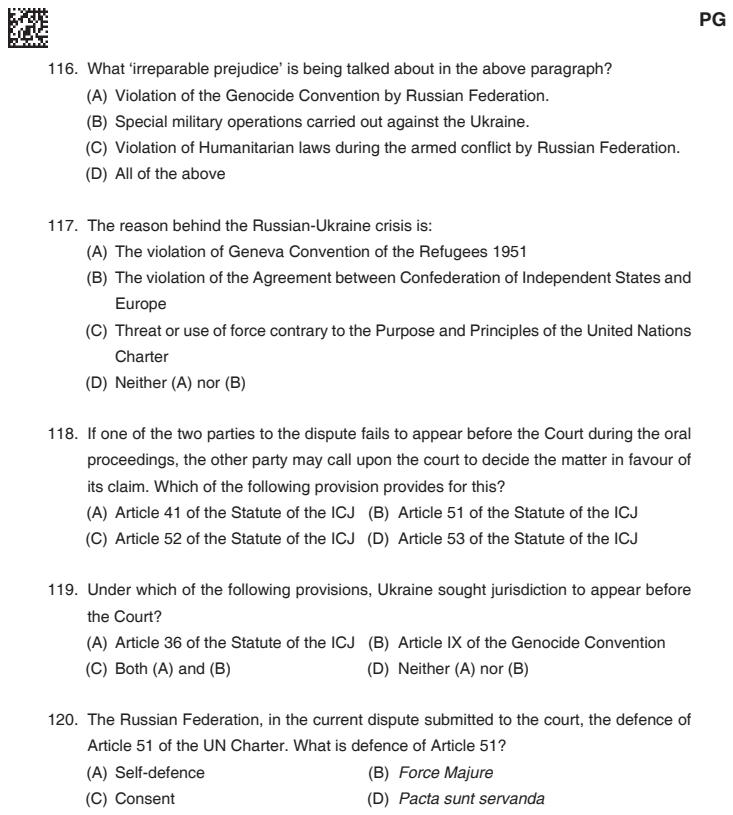 PG
116. What ‘irreparable prejudice’ is being talked about in the above paragraph?
(A) Violation of the Genocide Convention by Russian Federation.
(B) Special military operations carried out against the Ukraine.
(C) Violation of Humanitarian laws during the armed conflict by Russian Federation.
(D) All of the above
117. The reason behind the Russian-Ukraine crisis is:
(A) The violation of Geneva Convention of the Refugees 1951
(B) The violation of the Agreement between Confederation of Independent States and
Europe
(C) Threat or use of force contrary to the Purpose and Principles of the United Nations
Charter
(D) Neither (A) nor (B)
118. If one of the two parties to the dispute fails to appear before the Court during the oral
proceedings, the other party may call upon the court to decide the matter in favour of
its claim. Which of the following provision provides for this?
(A) Article 41 of the Statute of the ICJ (B) Article 51 of the Statute of the ICJ
(C) Article 52 of the Statute of the ICJ (D) Article 53 of the Statute of the ICJ
119. Under which of the following provisions, Ukraine sought jurisdiction to appear before
the Court?
(A) Article 36 of the Statute of the ICJ (B) Article IX of the Genocide Convention
(C) Both (A) and (B) (D) Neither (A) nor (B)
120. The Russian Federation, in the current dispute submitted to the court, the defence of
Article 51 of the UN Charter. What is defence of Article 51?
(A) Self-defence (B) Force Majure
(C) Consent (D) Pacta sunt servanda